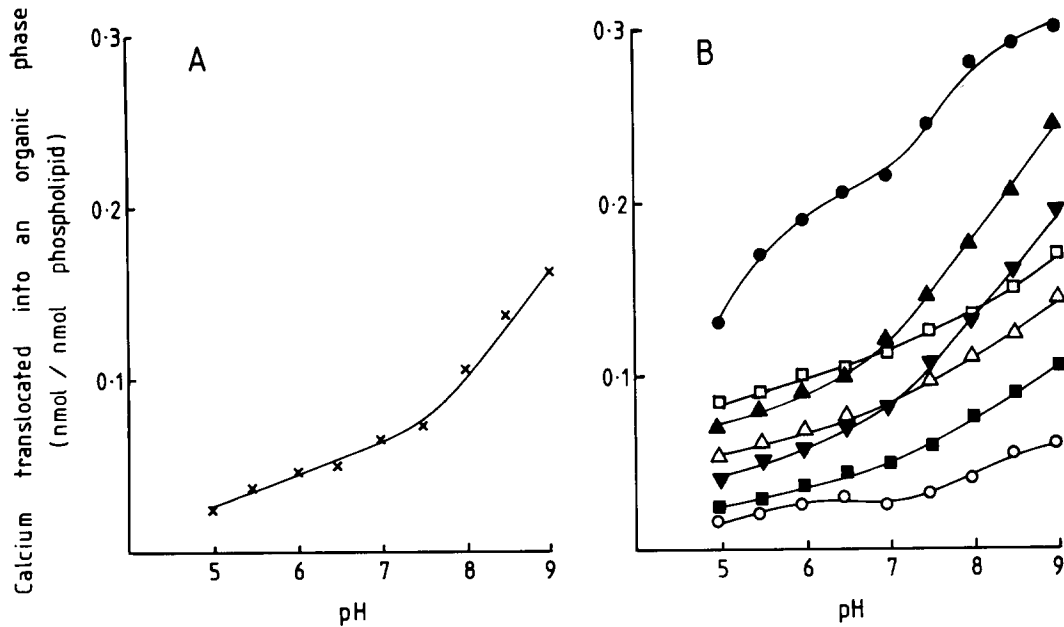 Calcium translocated into an organic phase
(nmol / nmol phospholipid)
A
0·3
0·2
0·1
5 6 7 8 9
pH
B
0·3
0·2
0·1
0
5 6 7 8 9
pH